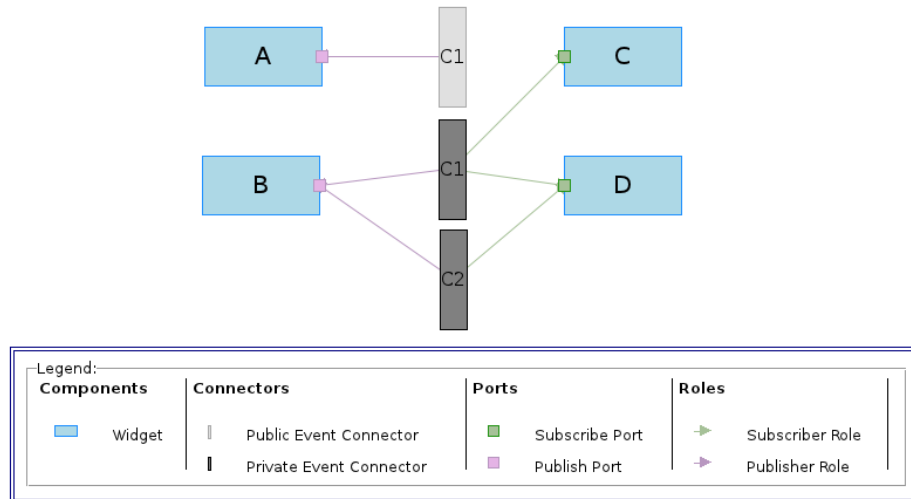 A
C1
C
B
C1
D
C2
Legend:
Components Connectors Ports Roles
Widget Public Event Connector Subscribe Port Subscriber Role
Private Event Connector Publish Port Publisher Role